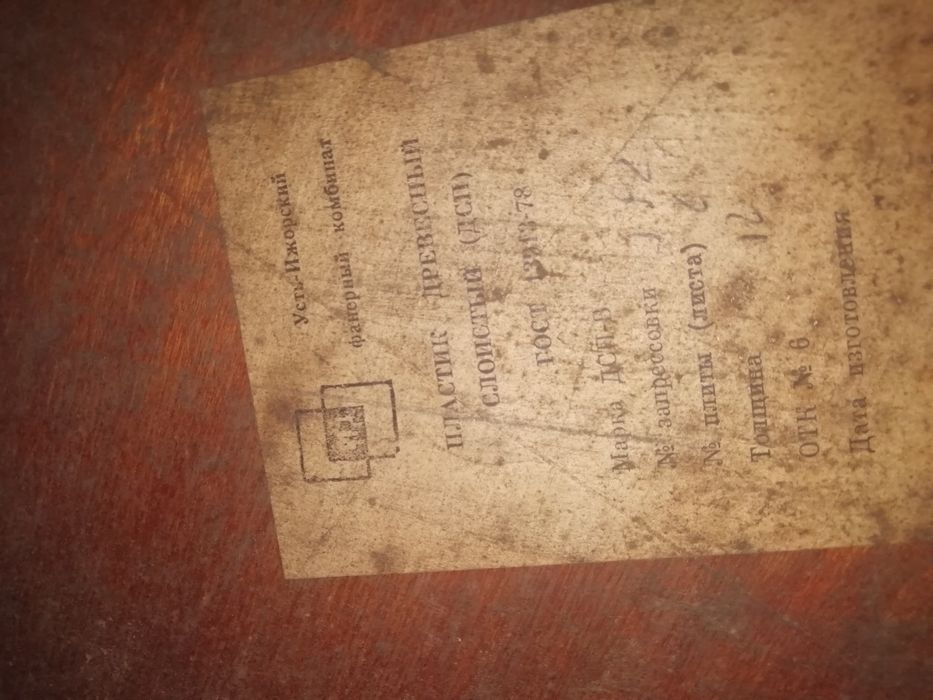 Усть-Ижорский
фанерный комбинат
ПЛАСТИК ДРЕВЕСНЫЙ
СЛОИСТЫЙ (ДСП)
ГОСТ 13913-78
Марка ДСП-В
№ запрессовки
№ плиты (листа)
Толщина 12
ОТК № 6
Дата изготовления